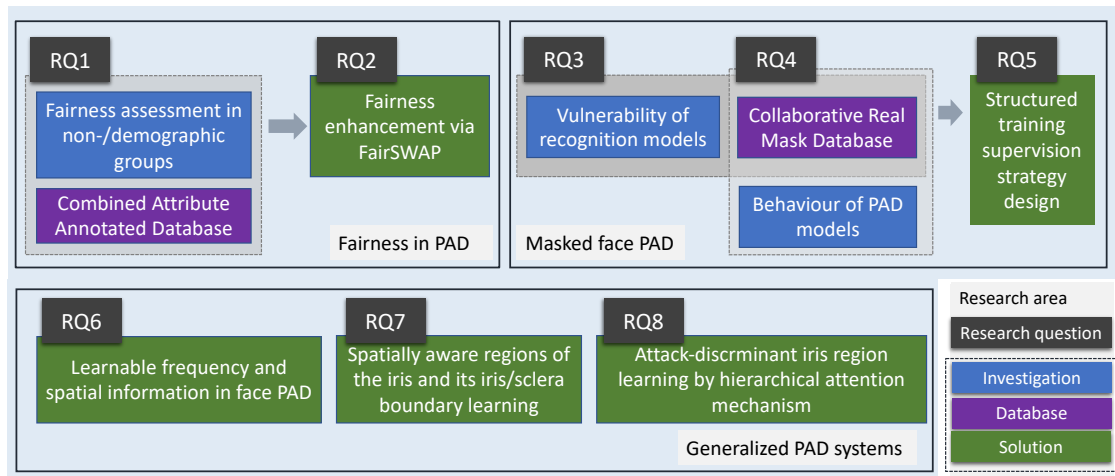 RQ1
Fairness assessment in
non-/demographic
groups
Combined Attribute
Annotated Database
RQ2
Fairness
enhancement via
FairSWAP
Fairness in PAD
RQ3
Vulnerability of
recognition models
RQ4
Collaborative Real
Mask Database
Behaviour of PAD
models
RQ5
Structured
training
supervision
strategy
design
Masked face PAD
RQ6
Learnable frequency and
spatial information in face PAD
RQ7
Spatially aware regions of
the iris and its iris/sclera
boundary learning
RQ8
Attack-discrminant iris region
learning by hierarchical attention
mechanism
Generalized PAD systems
Research area
Research question
Investigation
Database
Solution